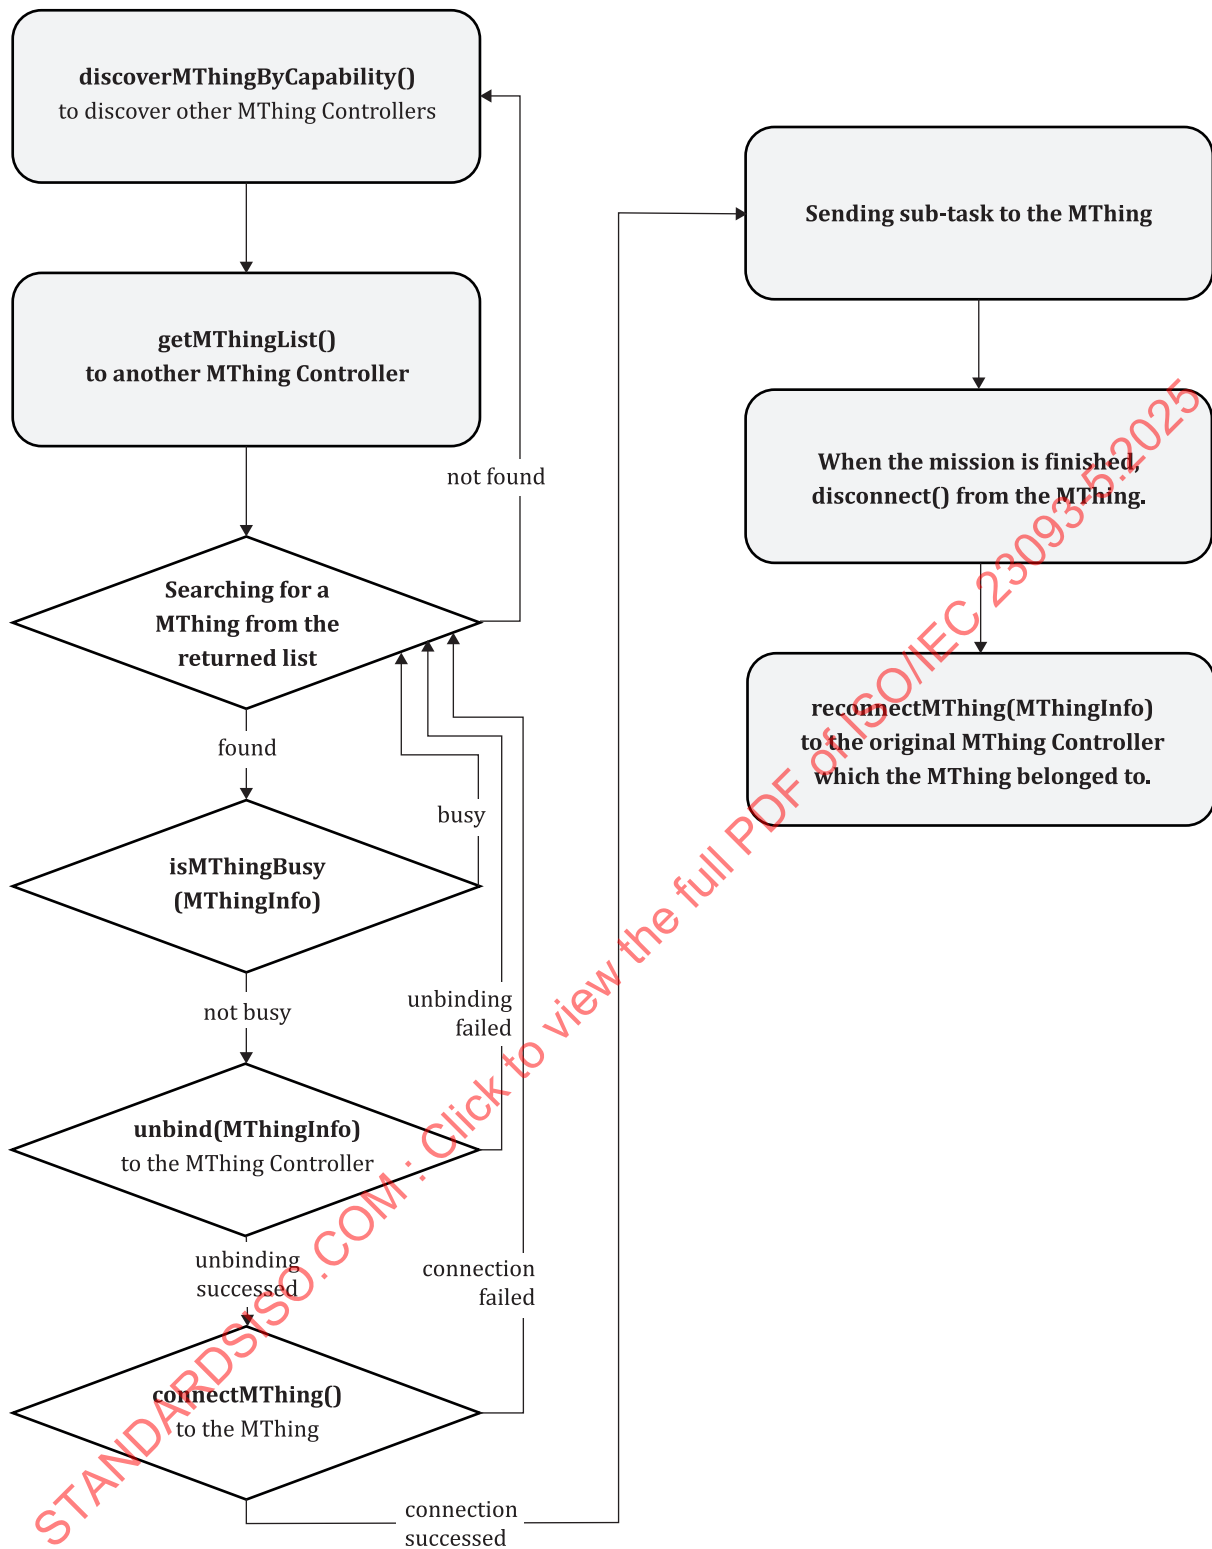 discoverMThingByCapability()
to discover other MThing Controllers
getMThingList()
to another MThing Controller
not found
Searching for a
MThing from the
returned list
found
busy
isMThingBusy
(MThingInfo)
not busy
unbinding
failed
unbind(MThingInfo)
to the MThing Controller
unbinding
successed
connection
failed
connectMThing()
to the MThing
connection
successed
Sending sub-task to the MThing
When the mission is finished,
disconnect() from the MThing.
reconnectMThing(MThingInfo)
to the original MThing Controller
which the MThing belonged to.
STANDARDSISO.COM : Click to view the full PDF of ISO/IEC 23093-5:2025